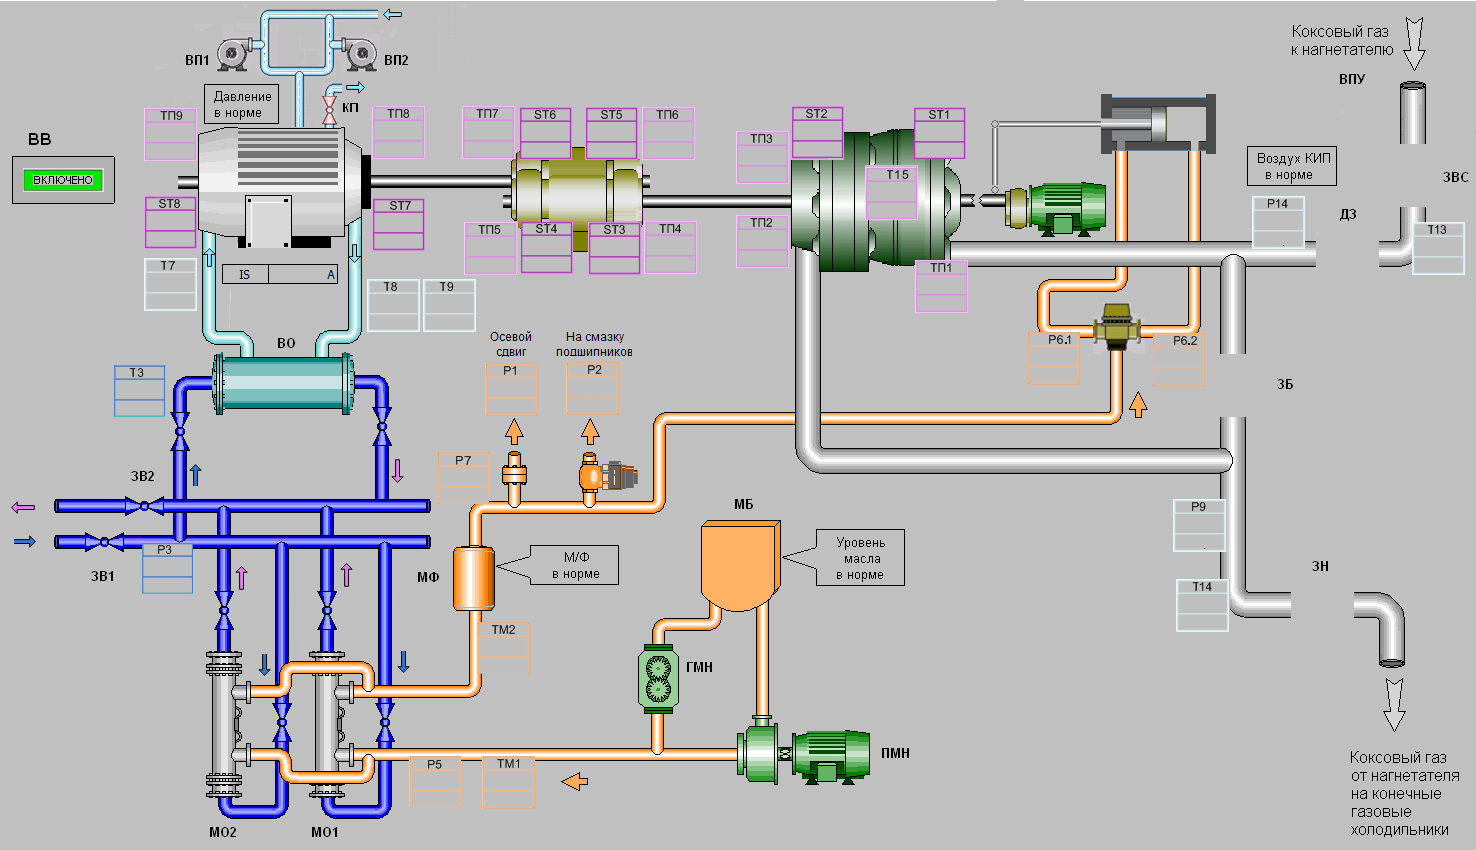 Коксовый газ
к нагнетателю
ВПУ
ВП1
ВП2
Давление
в норме
КП
ВВ
ВКЛЮЧЕНО
ТП9
ТП8
ТП7
ST6
ST5
ТП6
ST2
ST1
ТП3
T15
Воздух КИП
в норме
ЗВС
ST8
ST7
P14
ДЗ
T13
ТП5
ST4
ST3
ТП4
ТП2
ТП1
T7
IS
A
T8
T9
ВО
Осевой
сдвиг
На смазку
подшипников
P6.1
P6.2
T3
P1
P2
ЗБ
P7
ЗВ2
МБ
P9
ЗВ1
P3
МФ
М/Ф
в норме
Уровень
масла
в норме
ЗН
T14
ТМ2
ГМН
P5
ТМ1
ПМН
Коксовый газ
от нагнетателя
на конечные
газовые
холодильники
МО2
МО1